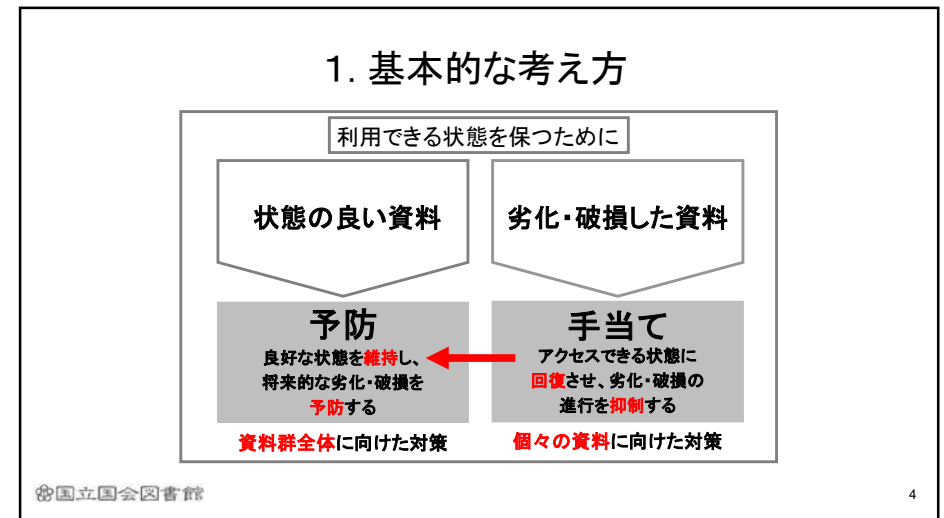 1. 基本的な考え方
利用できる状態を保つために
状態の良い資料
劣化・破損した資料
予防
良好な状態を維持し、
将来的な劣化・破損を
予防する
手当て
アクセスできる状態に
回復させ、劣化・破損の
進行を抑制する
資料群全体に向けた対策
個々の資料に向けた対策
国立国会図書館
4